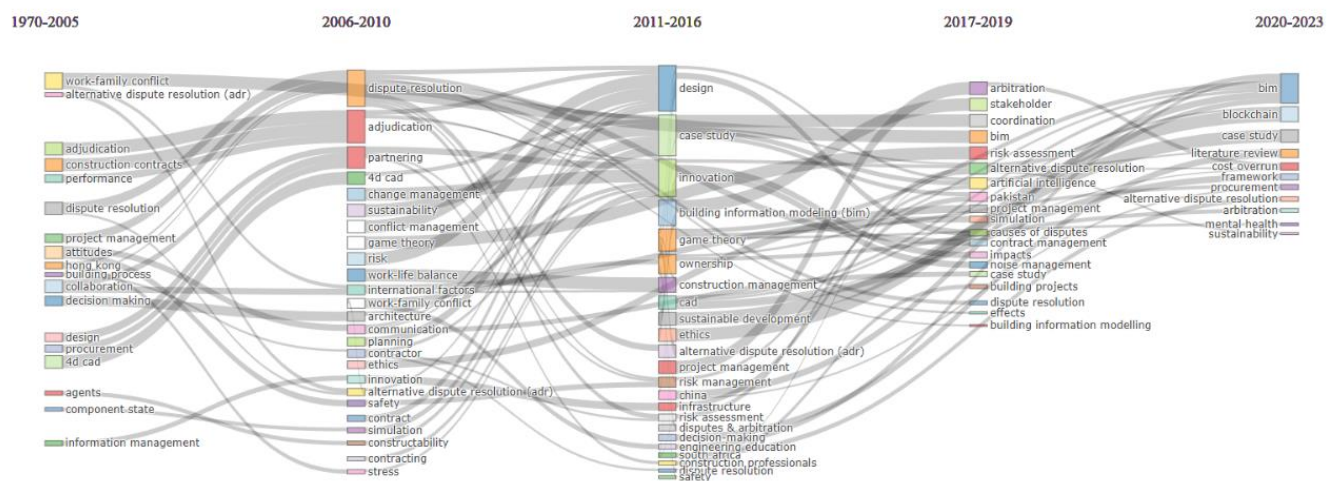 1970-2005
2006-2010
2011-2016
2017-2019
2020-2023
work-family conflict
alternative dispute resolution (adr)
adjudication
construction contracts
performance
dispute resolution
project management
attitudes
hong kong
building process
collaboration
decision making
design
procurement
4d cad
agents
component state
information management
dispute resolution
adjudication
partnering
4d cad
change management
sustainability
conflict management
game theory
risk
work-life balance
international factors
work-family conflict
architecture
communication
planning
contractor
ethics
innovation
alternative dispute resolution (adr)
safety
contract
simulation
constructability
contracting
stress
design
case study
innovation
building information modeling (bim)
game theory
ownership
construction management
cad
sustainable development
ethics
alternative dispute resolution (adr)
project management
risk management
china
infrastructure
risk assessment
disputes & arbitration
decision-making
engineering education
south africa
construction professionals
dispute resolution
safety
arbitration
stakeholder
coordination
bim
risk assessment
alternative dispute resolution
artificial intelligence
pakistan
project management
simulation
causes of disputes
contract management
impacts
noise management
case study
building projects
dispute resolution
effects
building information modelling
bim
blockchain
case study
literature review
cost overrun
framework
procurement
alternative dispute resolution
arbitration
mental health
sustainability